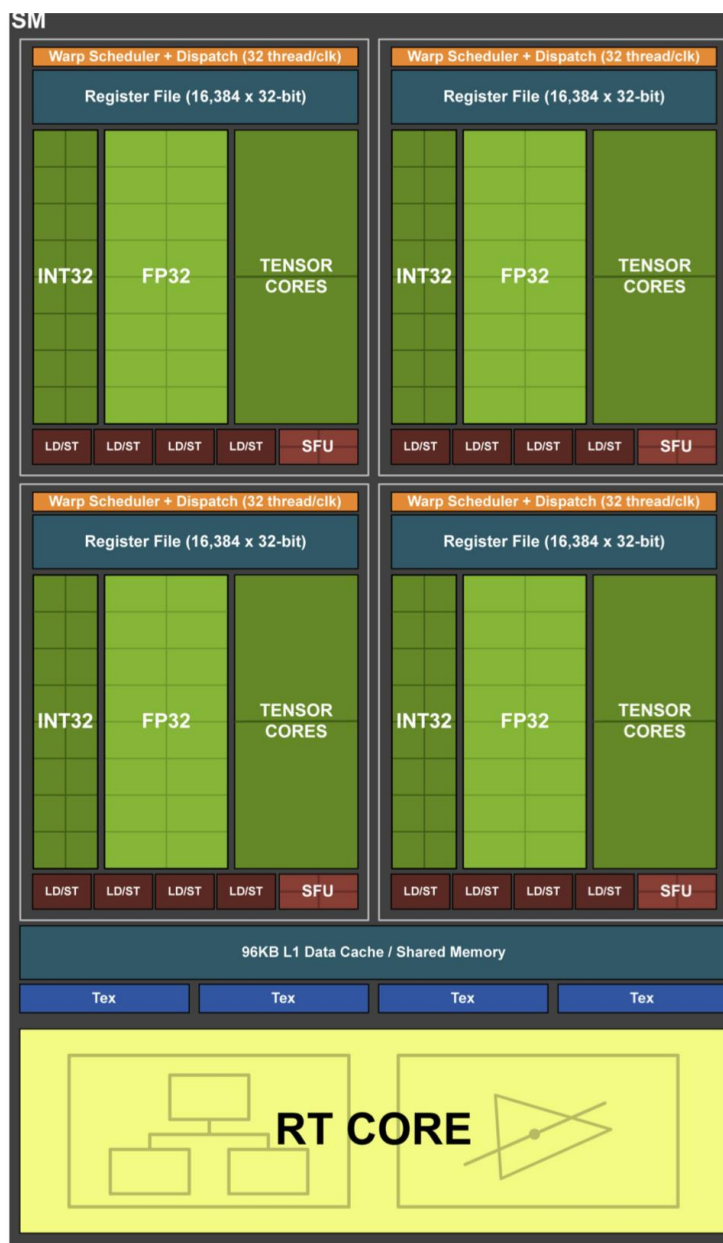 SM
Warp Scheduler + Dispatch (32 thread/clk)
Register File (16,384 x 32-bit)
INT32
FP32
TENSOR
CORES
LD/ST
LD/ST
LD/ST
LD/ST
SFU
Warp Scheduler + Dispatch (32 thread/clk)
Register File (16,384 x 32-bit)
INT32
FP32
TENSOR
CORES
LD/ST
LD/ST
LD/ST
LD/ST
SFU
Warp Scheduler + Dispatch (32 thread/clk)
Register File (16,384 x 32-bit)
INT32
FP32
TENSOR
CORES
LD/ST
LD/ST
LD/ST
LD/ST
SFU
Warp Scheduler + Dispatch (32 thread/clk)
Register File (16,384 x 32-bit)
INT32
FP32
TENSOR
CORES
LD/ST
LD/ST
LD/ST
LD/ST
SFU
96KB L1 Data Cache / Shared Memory
Tex
Tex
Tex
Tex
RT CORE